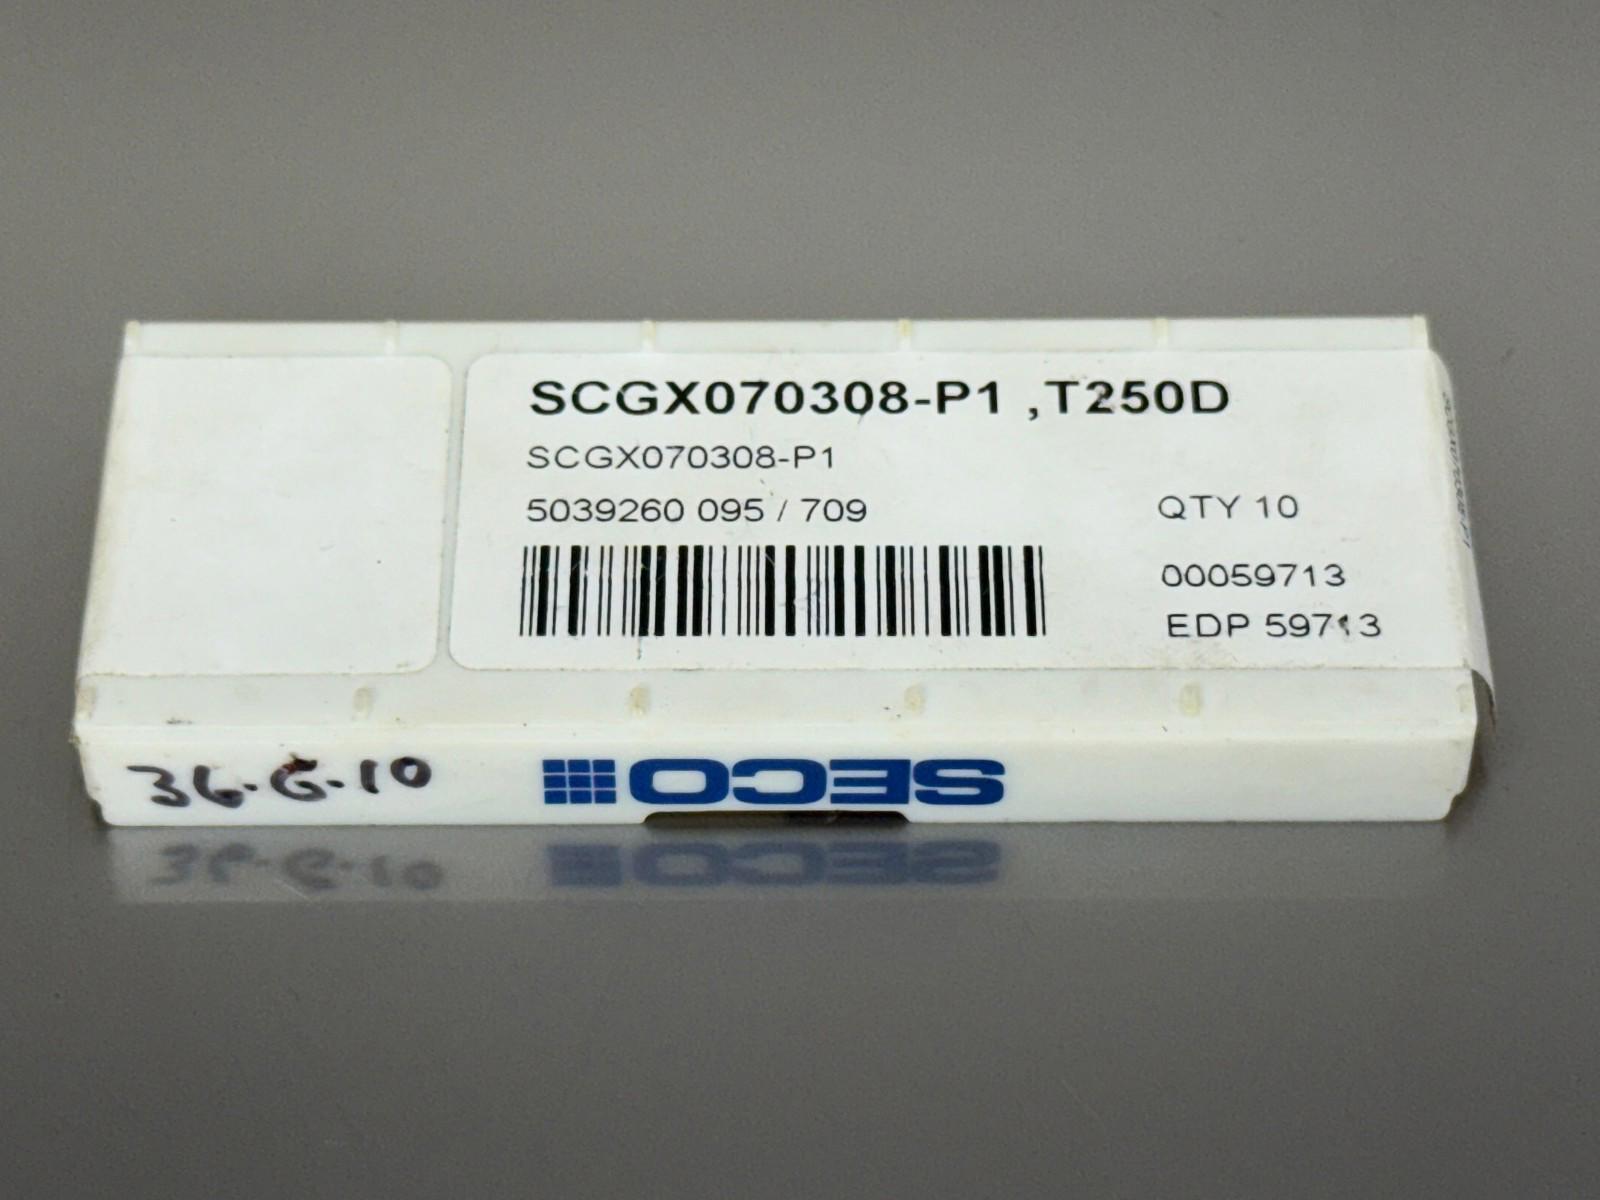 SCGX070308-P1 ,T250D
SCGX070308-P1
5039260 095 / 709
QTY 10
00059713
EDP 59713
36-G-10
SECO